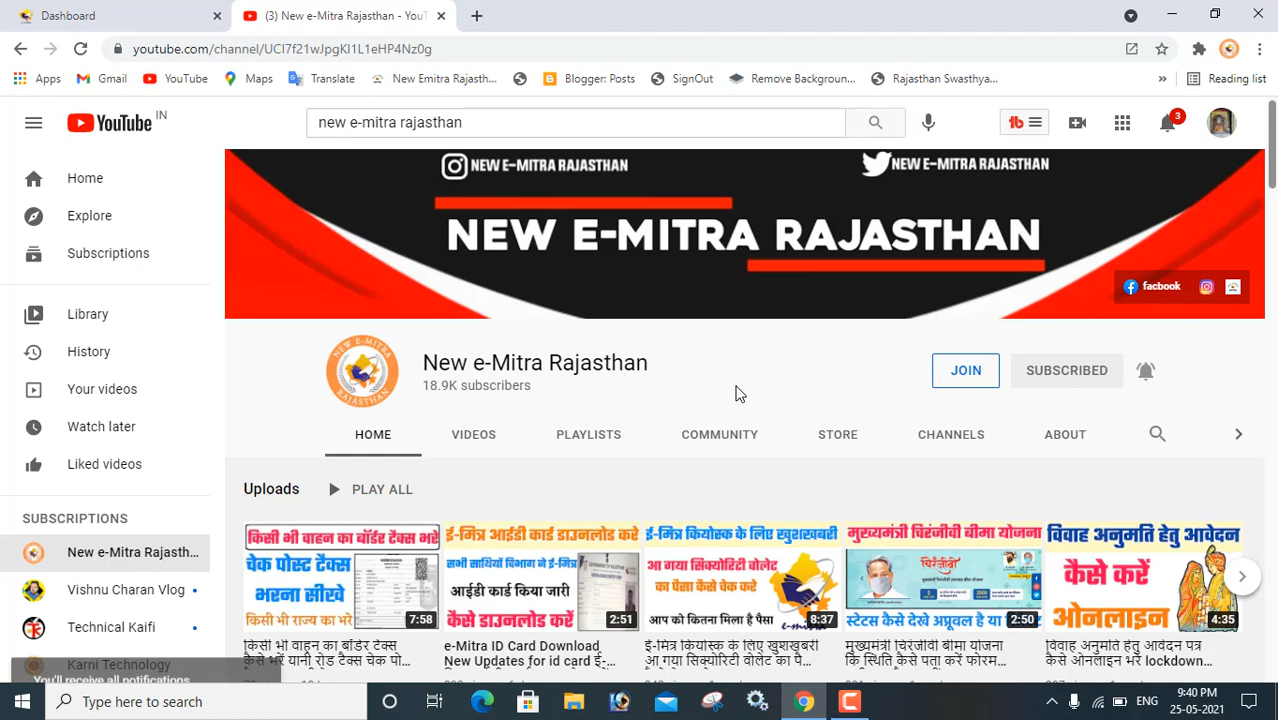 Dashboard
(3) New e-Mitra Rajasthan - YouT
youtube.com/channel/UCI7f21wJpgKI1L1eHP4Nz0g
Apps Gmail YouTube Maps Translate New Emitra Rajasth... Blogger: Posts SignOut Remove Backgroun... Rajasthan Swasthya... » Reading list
YouTube IN
new e-mitra rajasthan
3
Home
Explore
Subscriptions
Library
History
Your videos
Watch later
Liked videos
SUBSCRIPTIONS
New e-Mitra Rajasth...
Vishnu Charan Vlog
Technical Kaifi
Karni Technology
You'll receive all notifications
NEW E-MITRA RAJASTHAN
NEW E-MITRA RAJASTHAN
NEW E-MITRA RAJASTHAN
facbook
NEW E-MITRA
RAJASTHAN
New e-Mitra Rajasthan
18.9K subscribers
JOIN
SUBSCRIBED
HOME VIDEOS PLAYLISTS COMMUNITY STORE CHANNELS ABOUT
Uploads PLAY ALL
किसी भी वाहन का बॉर्डर टैक्स भरे
चेक पोस्ट टैक्स
भरना सीखे
किसी भी राज्य का भरे
7:58
किसी भी वाहन का बॉर्डर टैक्स
कैसे भरें यानी रोड टैक्स चेक पो...
ई-मित्र आइडी कार्ड डाउनलोड करे
सभी साथियों विभाग ने ई-मित्र
आईडी कार्ड किया जारी
कैसे डाउनलोड करें
2:51
e-Mitra ID Card Download
New Updates for id card ई-...
ई-मित्र कियोस्क के लिए खुशखबरी
आ गया सिक्योरिटी वोलेट
का पैसा कैसे चेक करे
आप को कितना मिला है पैसा
8:37
ई-मित्र कियोस्क के लिए खुशखबरी
आ गया सिक्योरिटी वोलेट का पै...
मुख्यमंत्री चिरंजीवी बीमा योजना
चिरंजीवी
स्टेटस कैसे देखे अप्रूवल है या
2:50
मुख्यमंत्री चिरंजीवी बीमा योजना
कि स्थिति कैसे पता करें फोरम...
विवाह अनुमति हेतु आवेदन
कैसे करें
ऑनलाइन
4:35
विवाह अनुमति हेतु आवेदन पत्र
कैसे ऑनलाइन भरे lockdown...
Type here to search
ENG
9:40 PM
25-05-2021